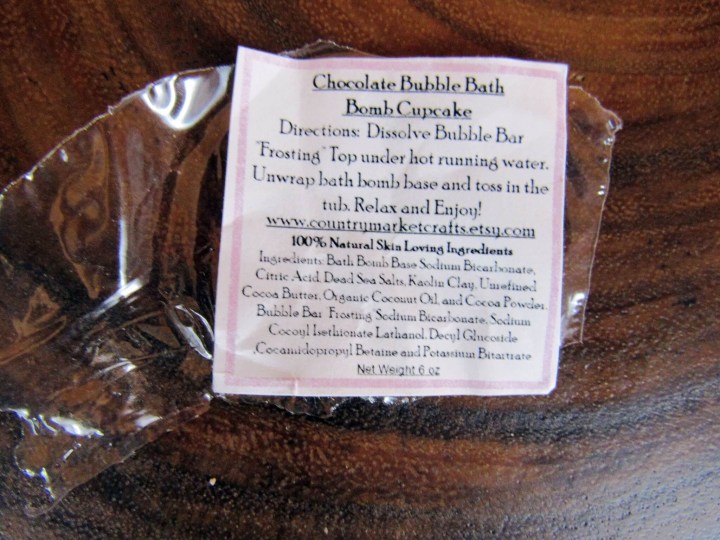 Chocolate Bubble Bath
Bomb Cupcake
Directions: Dissolve Bubble Bar
"Frosting" Top under hot running water.
Unwrap bath bomb base and toss in the
tub. Relax and Enjoy!
www.countrymarketcrafts.etsy.com
100% Natural Skin Loving Ingredients
Ingredients: Bath Bomb Base Sodium Bicarbonate,
Citric Acid, Dead Sea Salts, Kaolin Clay, Unrefined
Cocoa Butter, Organic Coconut Oil, and Cocoa Powder.
Bubble Bar Frosting Sodium Bicarbonate, Sodium
Cocoyl Isethionate Lathanol, Decyl Glucoside
,Cocamidopropyl Betaine and Potassium Bitartrate
Net Weight 6 oz